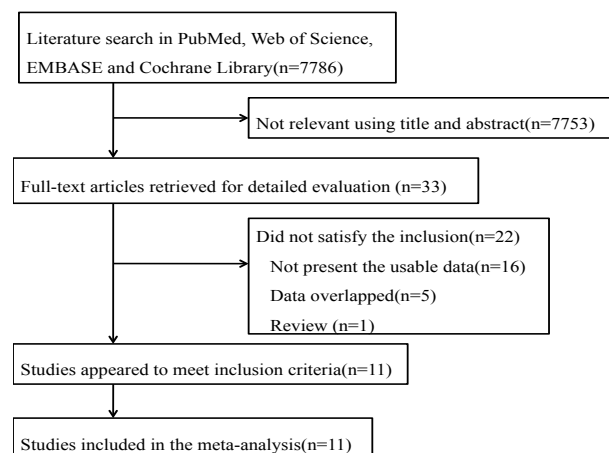 Literature search in PubMed, Web of Science,
EMBASE and Cochrane Library(n=7786)
Not relevant using title and abstract(n=7753)
Full-text articles retrieved for detailed evaluation (n=33)
Did not satisfy the inclusion(n=22)
Not present the usable data(n=16)
Data overlapped(n=5)
Review (n=1)
Studies appeared to meet inclusion criteria(n=11)
Studies included in the meta-analysis(n=11)